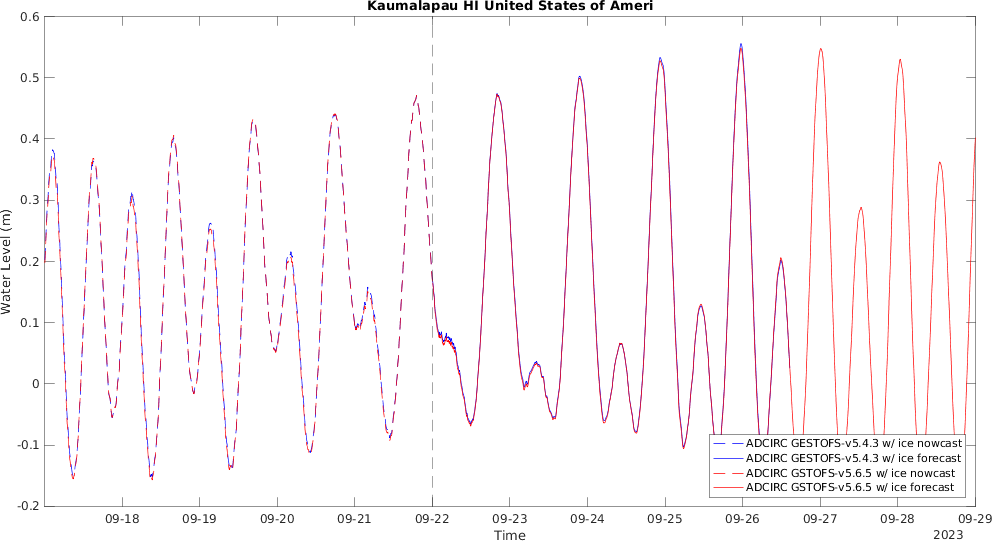 Kaumalapau HI United States of Ameri
0.6
0.5
0.4
0.3
0.2
0.1
0
-0.1
-0.2
Water Level (m)
ADCIRC GESTOFS-v5.4.3 w/ ice nowcast
ADCIRC GESTOFS-v5.4.3 w/ ice forecast
ADCIRC GSTOFS-v5.6.5 w/ ice nowcast
ADCIRC GSTOFS-v5.6.5 w/ ice forecast
09-18 09-19 09-20 09-21 09-22 09-23 09-24 09-25 09-26 09-27 09-28 09-29
Time 2023